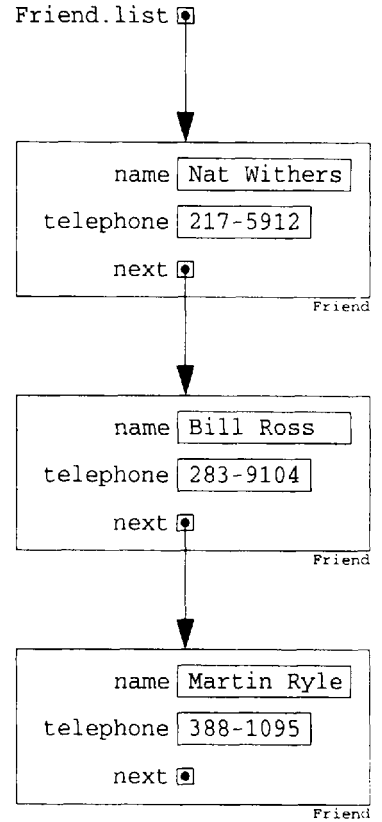 Friend.list
name Nat Withers
telephone 217-5912
next
Friend
name Bill Ross
telephone 283-9104
next
Friend
name Martin Ryle
telephone 388-1095
next
Friend